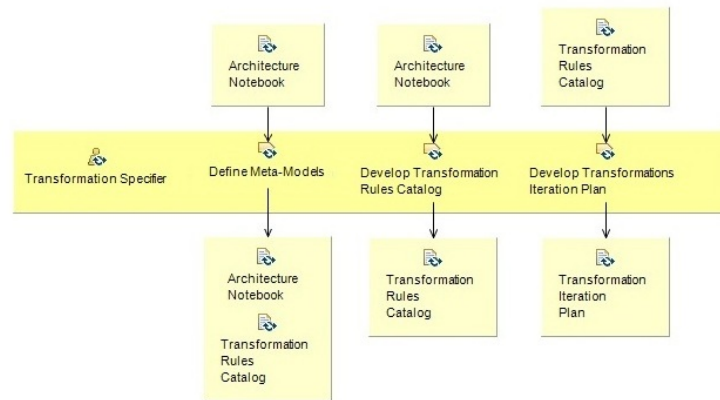 Architecture
Notebook
Architecture
Notebook
Transformation
Rules
Catalog
Transformation Specifier
Define Meta-Models
Develop Transformation
Rules Catalog
Develop Transformations
Iteration Plan
Architecture
Notebook
Transformation
Rules
Catalog
Transformation
Rules
Catalog
Transformation
Iteration
Plan